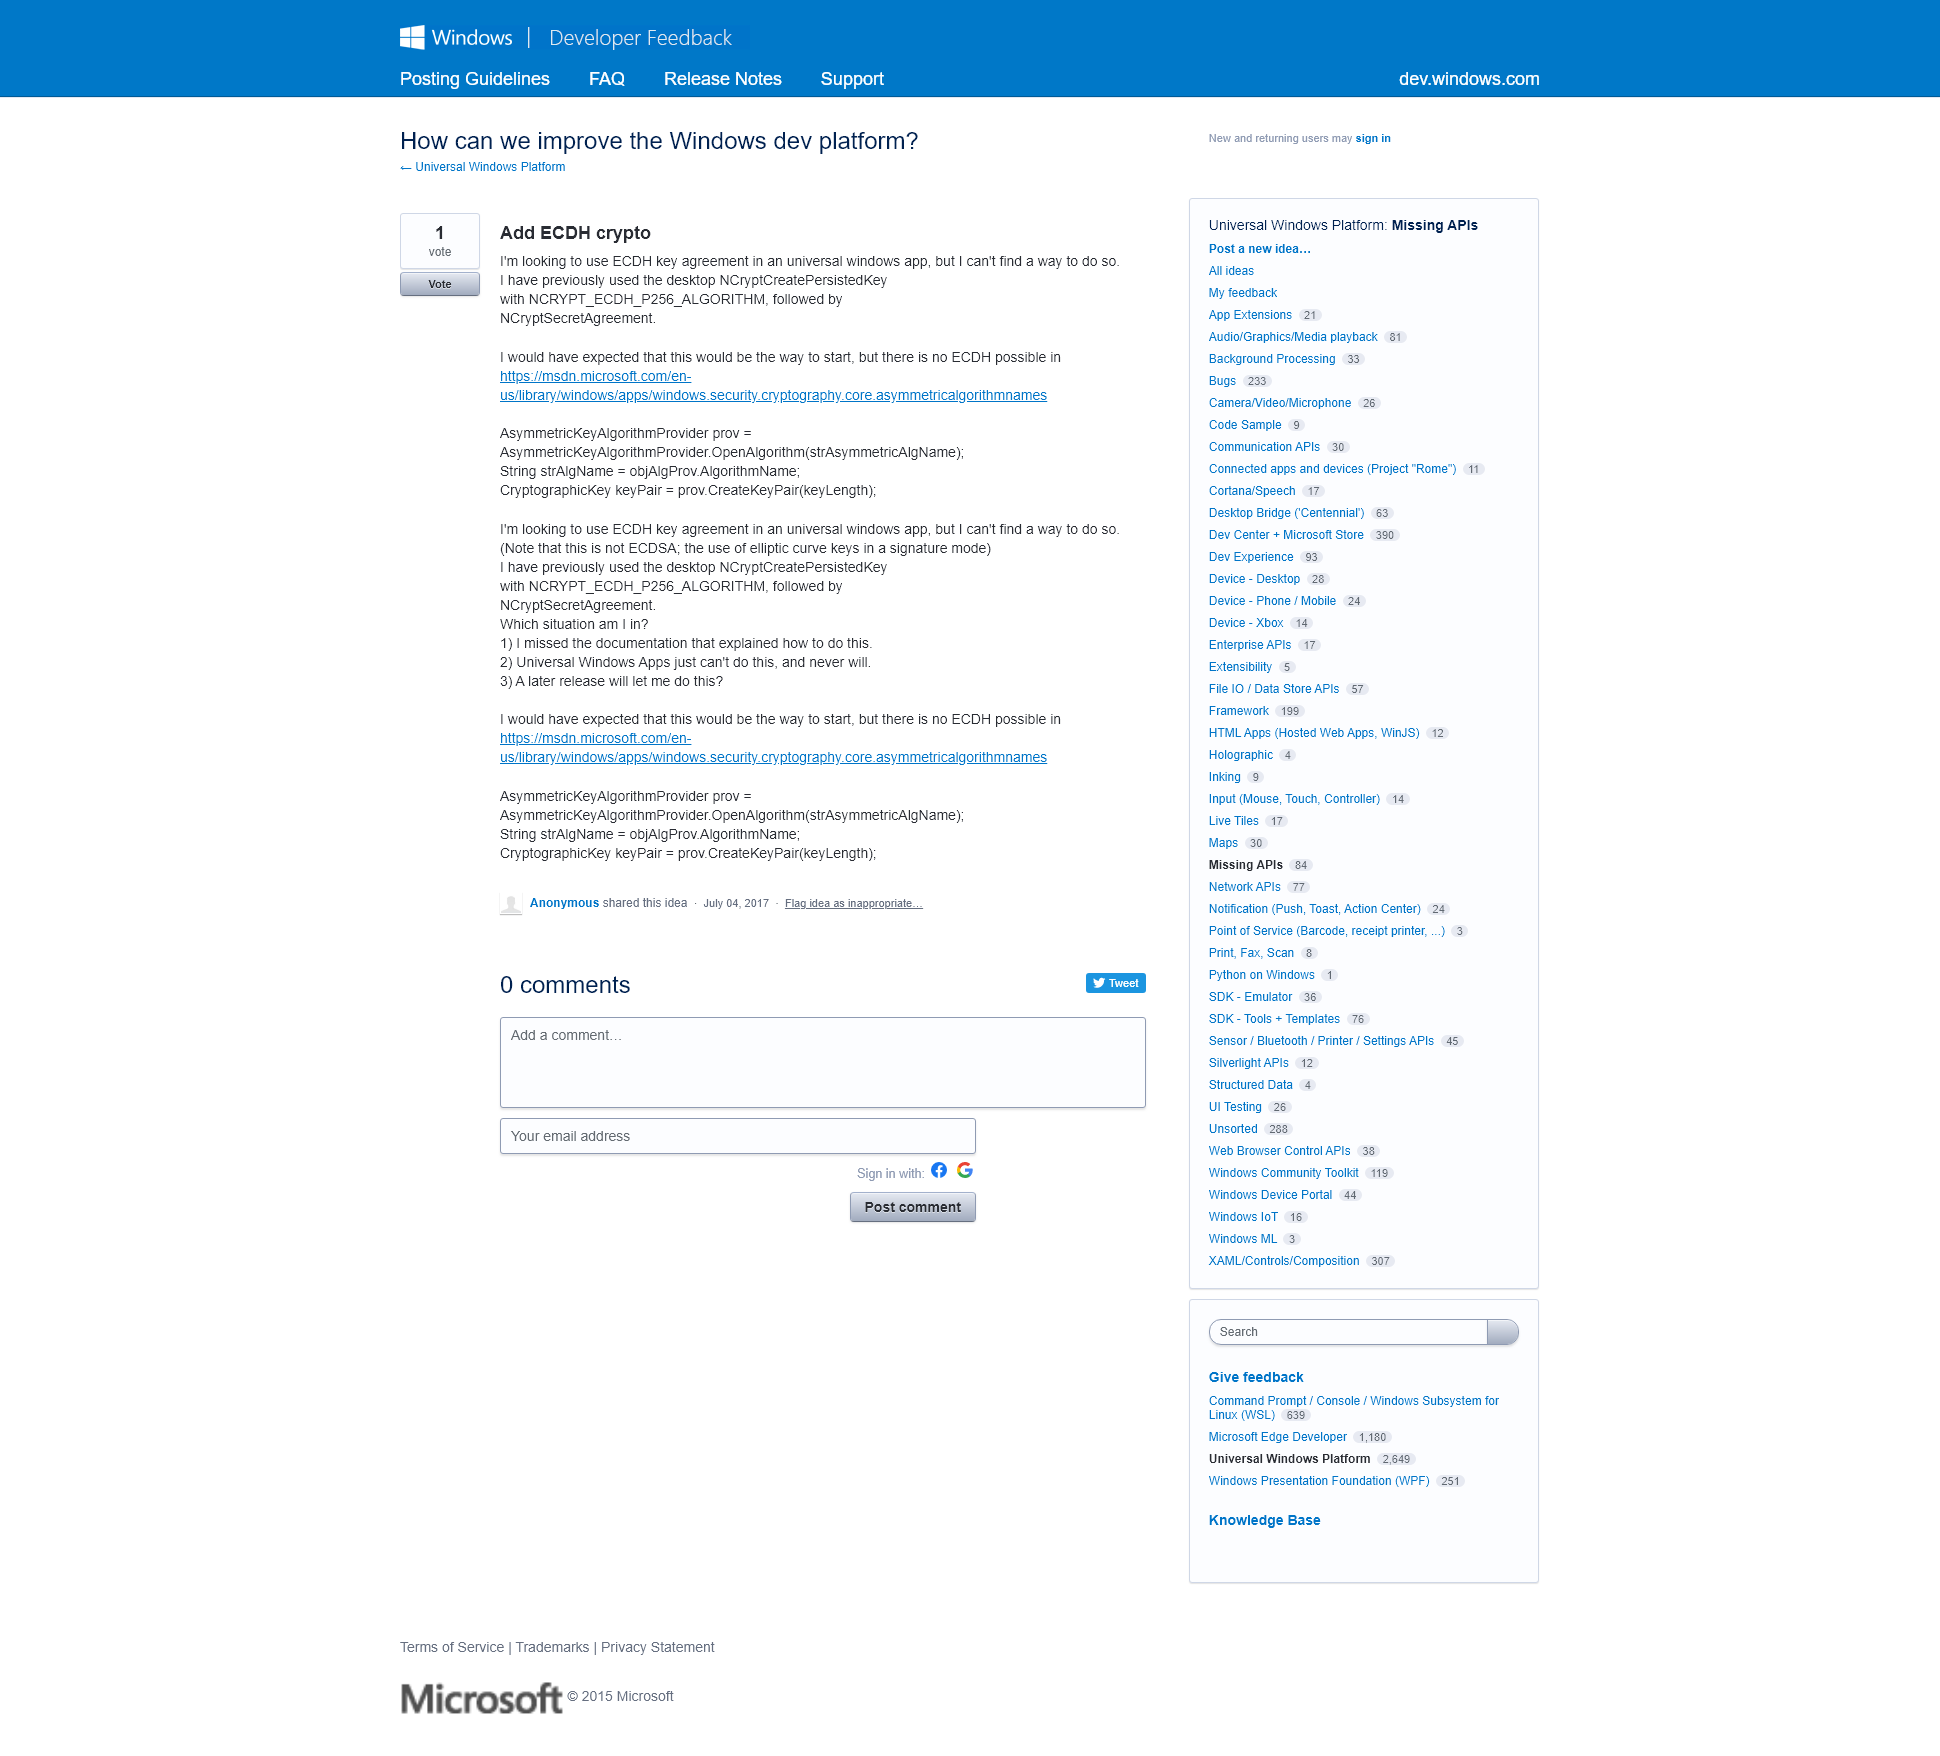 Windows | Developer Feedback
Posting Guidelines FAQ Release Notes Support dev.windows.com
How can we improve the Windows dev platform?
← Universal Windows Platform
New and returning users may sign in
1
vote
Vote
Add ECDH crypto
I'm looking to use ECDH key agreement in an universal windows app, but I can't find a way to do so.
I have previously used the desktop NCryptCreatePersistedKey
with NCRYPT_ECDH_P256_ALGORITHM, followed by
NCryptSecretAgreement.
I would have expected that this would be the way to start, but there is no ECDH possible in
https://msdn.microsoft.com/en-
us/library/windows/apps/windows.security.cryptography.core.asymmetricalgorithmnames
AsymmetricKeyAlgorithmProvider prov =
AsymmetricKeyAlgorithmProvider.OpenAlgorithm(strAsymmetricAlgName);
String strAlgName = objAlgProv.AlgorithmName;
CryptographicKey keyPair = prov.CreateKeyPair(keyLength);
I'm looking to use ECDH key agreement in an universal windows app, but I can't find a way to do so.
(Note that this is not ECDSA; the use of elliptic curve keys in a signature mode)
I have previously used the desktop NCryptCreatePersistedKey
with NCRYPT_ECDH_P256_ALGORITHM, followed by
NCryptSecretAgreement.
Which situation am I in?
1) I missed the documentation that explained how to do this.
2) Universal Windows Apps just can't do this, and never will.
3) A later release will let me do this?
I would have expected that this would be the way to start, but there is no ECDH possible in
https://msdn.microsoft.com/en-
us/library/windows/apps/windows.security.cryptography.core.asymmetricalgorithmnames
AsymmetricKeyAlgorithmProvider prov =
AsymmetricKeyAlgorithmProvider.OpenAlgorithm(strAsymmetricAlgName);
String strAlgName = objAlgProv.AlgorithmName;
CryptographicKey keyPair = prov.CreateKeyPair(keyLength);
Anonymous shared this idea · July 04, 2017 · Flag idea as inappropriate…
0 comments
Tweet
Add a comment…
Your email address
Sign in with:
Post comment
Universal Windows Platform: Missing APIs
Post a new idea…
All ideas
My feedback
App Extensions 21
Audio/Graphics/Media playback 81
Background Processing 33
Bugs 233
Camera/Video/Microphone 26
Code Sample 9
Communication APIs 30
Connected apps and devices (Project "Rome") 11
Cortana/Speech 17
Desktop Bridge ('Centennial') 63
Dev Center + Microsoft Store 390
Dev Experience 93
Device - Desktop 28
Device - Phone / Mobile 24
Device - Xbox 14
Enterprise APIs 17
Extensibility 5
File IO / Data Store APIs 57
Framework 199
HTML Apps (Hosted Web Apps, WinJS) 12
Holographic 4
Inking 9
Input (Mouse, Touch, Controller) 14
Live Tiles 17
Maps 30
Missing APIs 84
Network APIs 77
Notification (Push, Toast, Action Center) 24
Point of Service (Barcode, receipt printer, ...) 3
Print, Fax, Scan 8
Python on Windows 1
SDK - Emulator 36
SDK - Tools + Templates 76
Sensor / Bluetooth / Printer / Settings APIs 45
Silverlight APIs 12
Structured Data 4
UI Testing 26
Unsorted 288
Web Browser Control APIs 38
Windows Community Toolkit 119
Windows Device Portal 44
Windows IoT 16
Windows ML 3
XAML/Controls/Composition 307
Search
Give feedback
Command Prompt / Console / Windows Subsystem for
Linux (WSL) 639
Microsoft Edge Developer 1,180
Universal Windows Platform 2,649
Windows Presentation Foundation (WPF) 251
Knowledge Base
Terms of Service | Trademarks | Privacy Statement
Microsoft © 2015 Microsoft